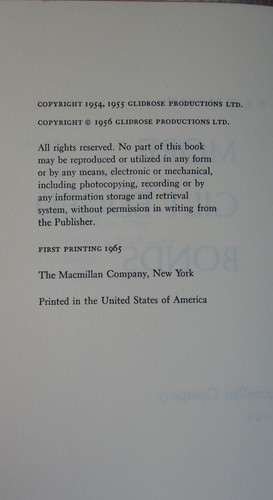 COPYRIGHT 1954, 1955 GLIDROSE PRODUCTIONS LTD.
COPYRIGHT © 1956 GLIDROSE PRODUCTIONS LTD.
All rights reserved. No part of this book
may be reproduced or utilized in any form
or by any means, electronic or mechanical,
including photocopying, recording or by
any information storage and retrieval
system, without permission in writing from
the Publisher.
FIRST PRINTING 1965
The Macmillan Company, New York
Printed in the United States of America
BONDS